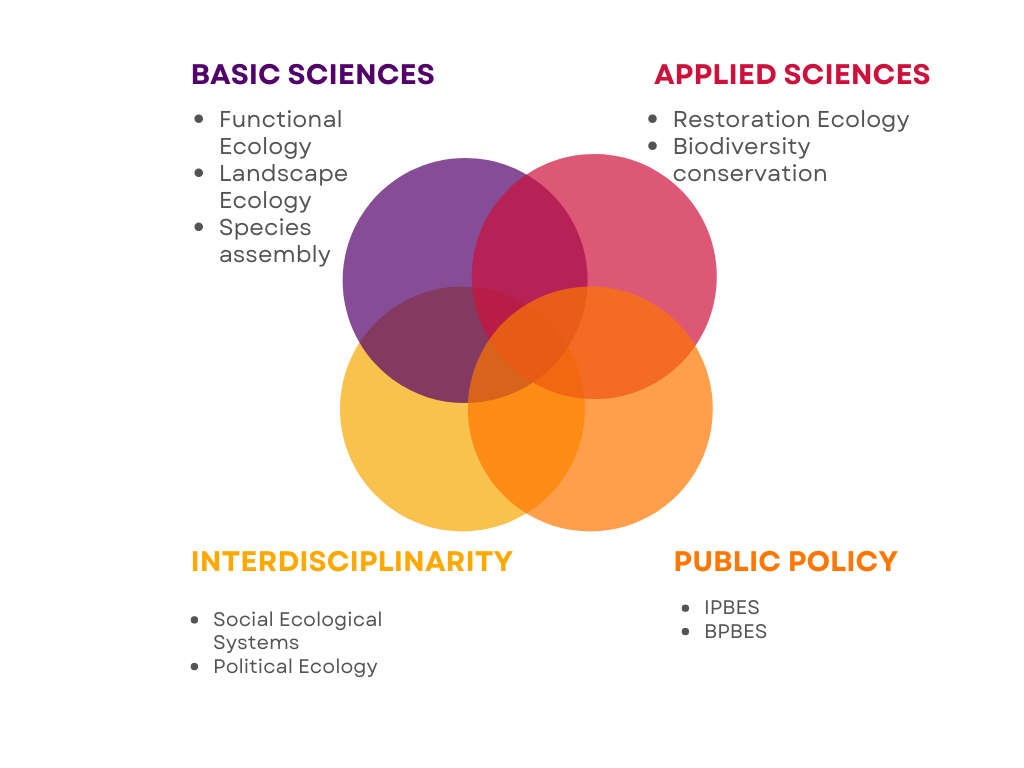 BASIC SCIENCES
• Functional
Ecology
• Landscape
Ecology
• Species
assembly
APPLIED SCIENCES
• Restoration Ecology
• Biodiversity
conservation
INTERDISCIPLINARITY
• Social Ecological
Systems
• Political Ecology
PUBLIC POLICY
• IPBES
• BPBES